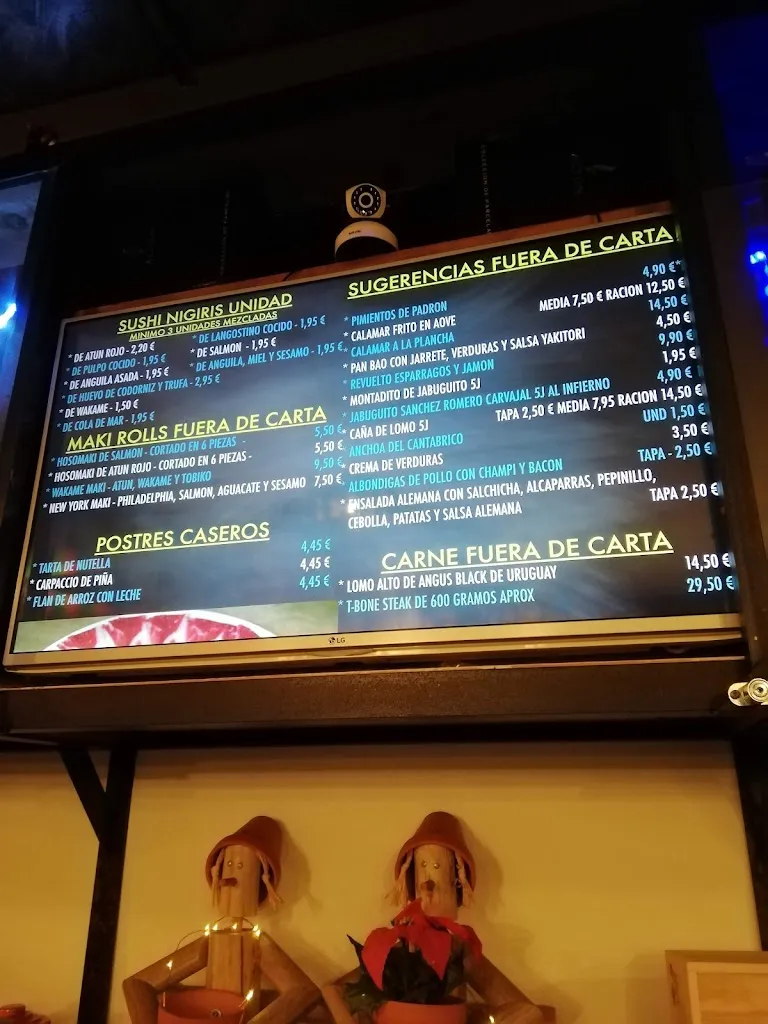 SUSHI NIGIRIS UNIDAD
MINIMO 3 UNIDADES MEZCLADAS
* DE ATUN ROJO - 2,20 €
* DE PULPO COCIDO - 1,95 €
* DE ANGUILA ASADA - 1,95 €
* DE HUEVO DE CODORNIZ Y TRUFA - 2,95 €
* DE WAKAME - 1,50 €
* DE COLA DE MAR - 1,95 €
* DE LANGOSTINO COCIDO - 1,95 €
* DE SALMON - 1,95 €
* DE ANGUILA, MIEL Y SESAMO - 1,95 €
MAKI ROLLS FUERA DE CARTA
* HOSOMAKI DE SALMON - CORTADO EN 6 PIEZAS - 5,50 €
* HOSOMAKI DE ATUN ROJO - CORTADO EN 6 PIEZAS - 5,50 €
* WAKAME MAKI - ATUN, WAKAME Y TOBIKO 9,50 €
* NEW YORK MAKI - PHILADELPHIA, SALMON, AGUACATE Y SESAMO 7,50 €
POSTRES CASEROS
* TARTA DE NUTELLA 4,45 €
* CARPACCIO DE PIÑA 4,45 €
* FLAN DE ARROZ CON LECHE 4,45 €
SUGERENCIAS FUERA DE CARTA
* PIMIENTOS DE PADRON 4,90 €*
* CALAMAR FRITO EN AOVE MEDIA 7,50 € RACION 12,50 €
* CALAMAR A LA PLANCHA 14,50 €
* PAN BAO CON JARRETE, VERDURAS Y SALSA YAKITORI 4,50 €
* REVUELTO ESPARRAGOS Y JAMON 9,90 €
* MONTADITO DE JABUGUITO 5J 1,95 €
* JABUGUITO SANCHEZ ROMERO CARVAJAL 5J AL INFIERNO 4,90 €
* CAÑA DE LOMO 5J TAPA 2,50 € MEDIA 7,95 RACION 14,50 €
* ANCHOA DEL CANTABRICO UND 1,50 €
* CREMA DE VERDURAS 3,50 €
* ALBONDIGAS DE POLLO CON CHAMPI Y BACON TAPA - 2,50 €
* ENSALADA ALEMANA CON SALCHICHA, ALCAPARRAS, PEPINILLO,
CEBOLLA, PATATAS Y SALSA ALEMANA TAPA 2,50 €
CARNE FUERA DE CARTA
* LOMO ALTO DE ANGUS BLACK DE URUGUAY 14,50 €
* T-BONE STEAK DE 600 GRAMOS APROX 29,50 €
LG